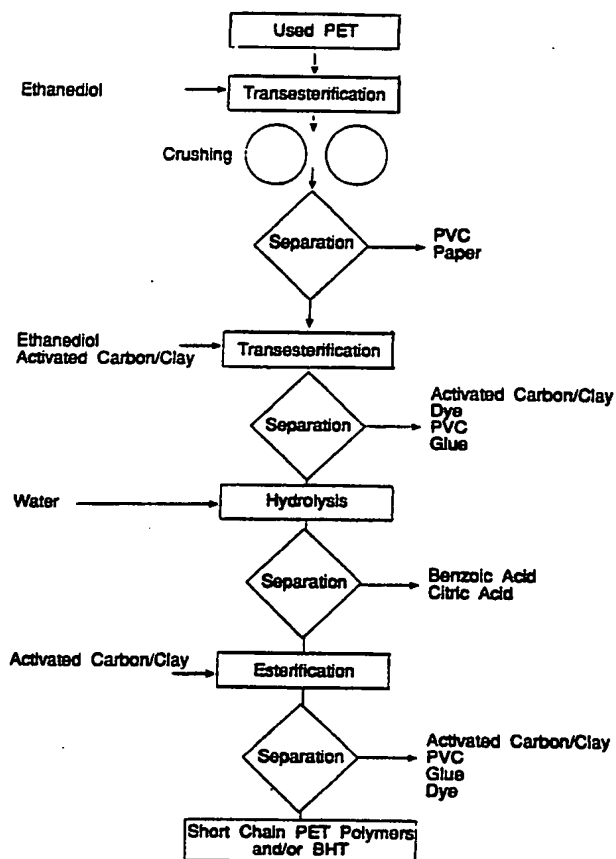 Used PET
Ethanediol
Transesterification
Crushing
Separation
PVC
Paper
Ethanediol
Activated Carbon/Clay
Transesterification
Separation
Activated Carbon/Clay
Dye
PVC
Glue
Water
Hydrolysis
Separation
Benzoic Acid
Citric Acid
Activated Carbon/Clay
Esterification
Separation
Activated Carbon/Clay
PVC
Glue
Dye
Short Chain PET Polymers
and/or BHT